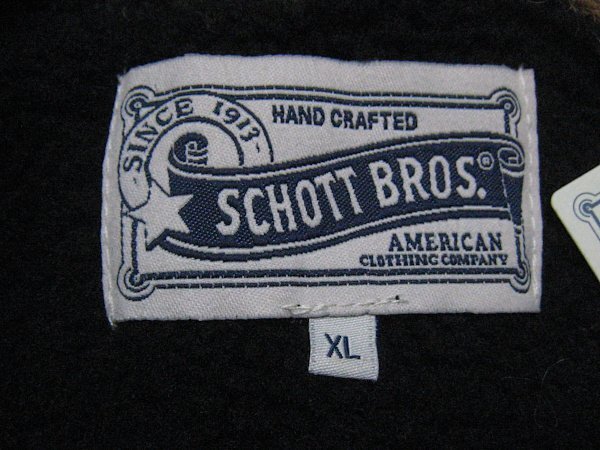 SINCE 1913
HAND CRAFTED
SCHOTT BROS.®
AMERICAN
CLOTHING COMPANY
XL